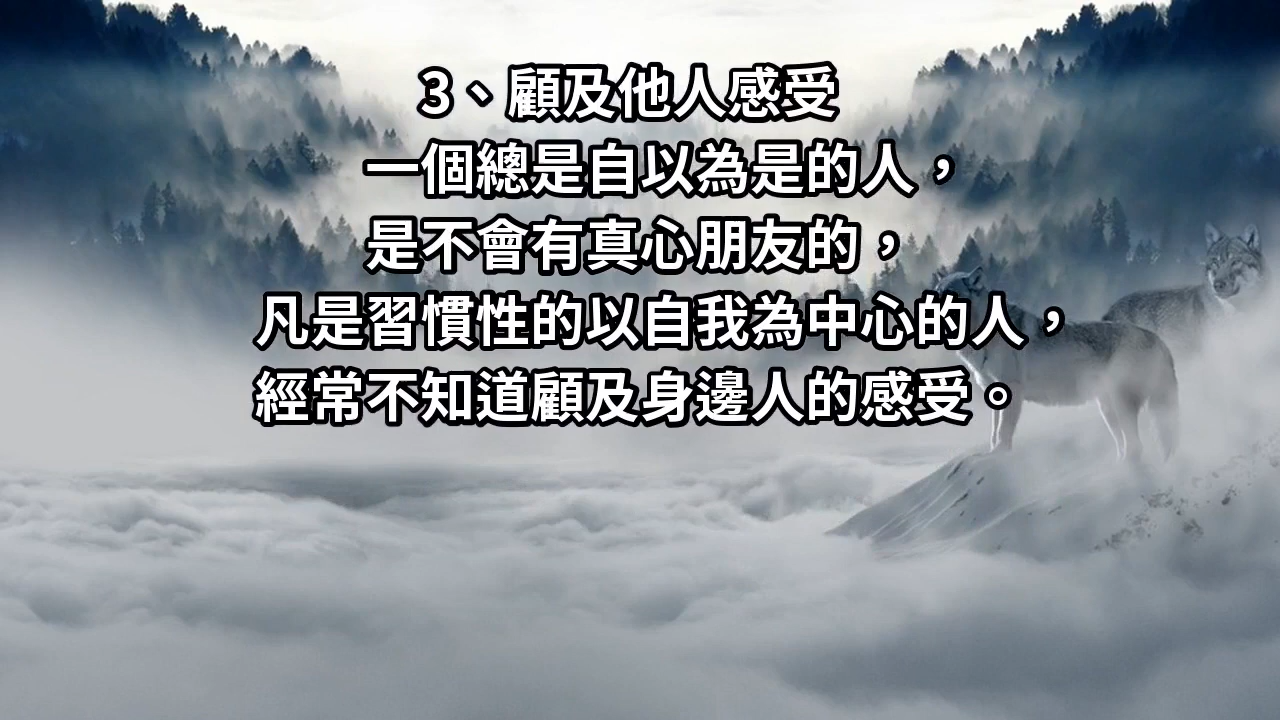 3、顧及他人感受
一個總是自以為是的人，
是不會有真心朋友的，
凡是習慣性的以自我為中心的人，
經常不知道顧及身邊人的感受。